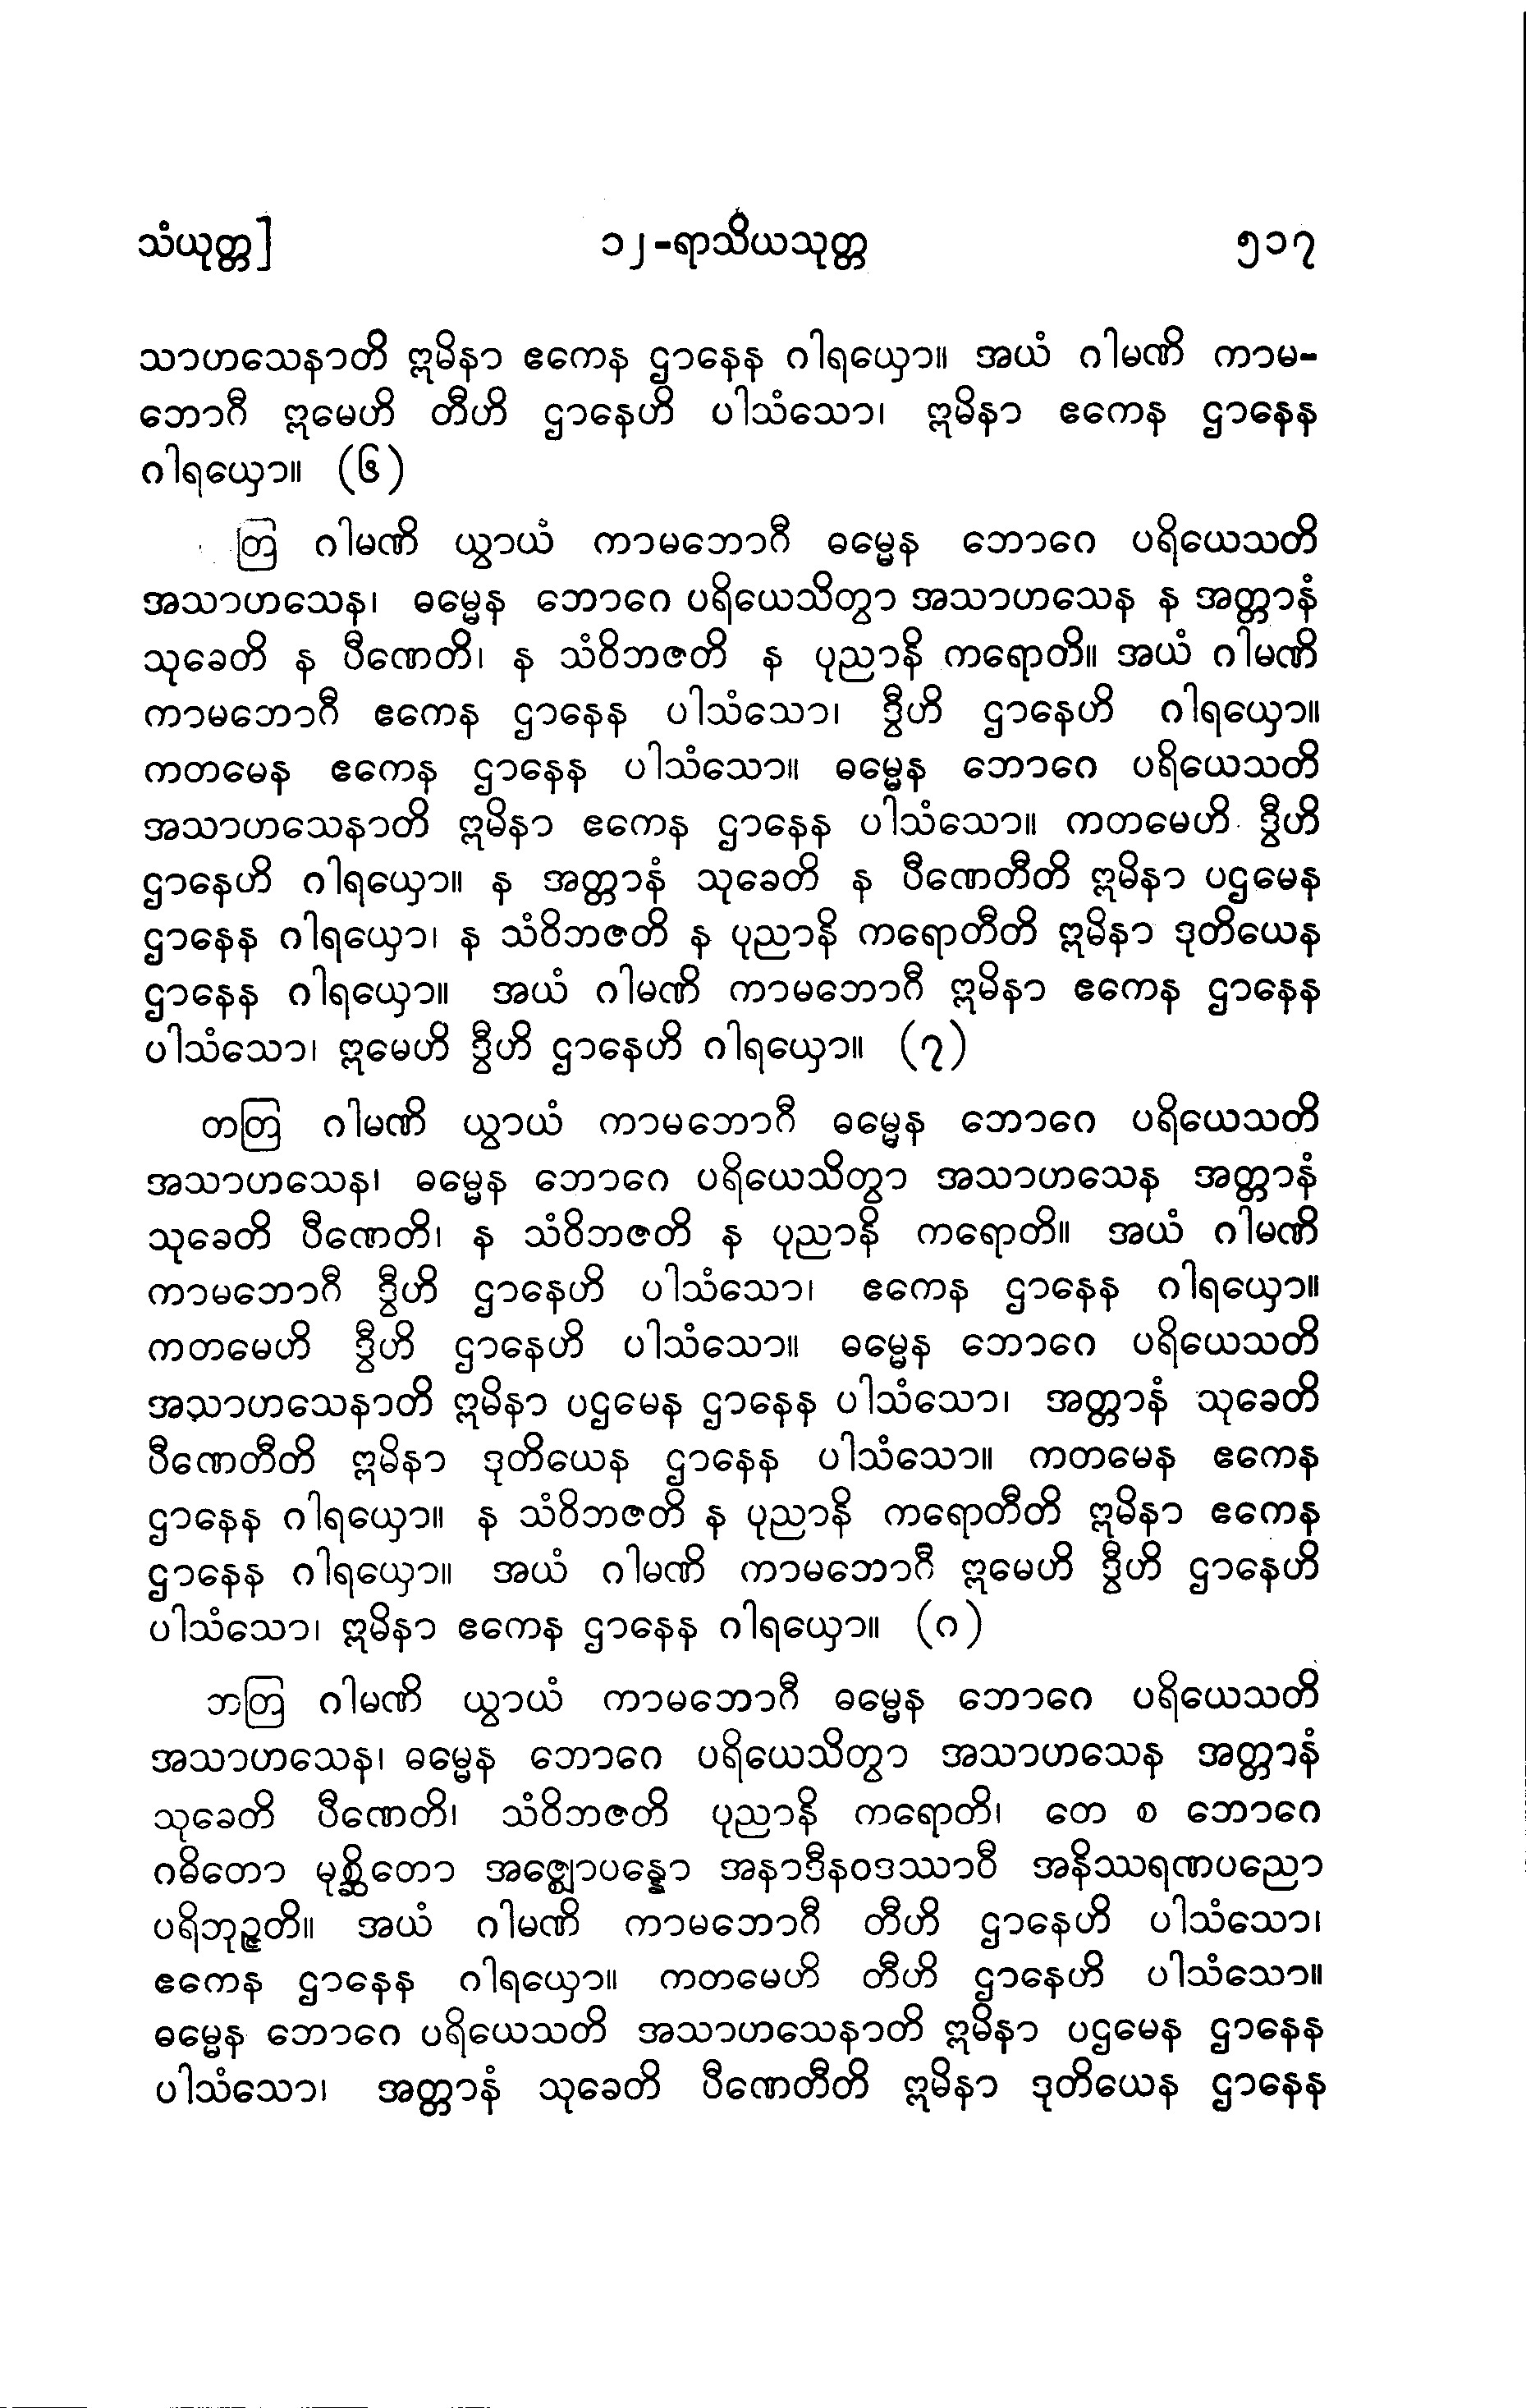 သံယုတ္တ] ၁၂-ရာသိယသုတ္တ ၅၁၇
သာဟသေနာတိ ဣမိနာ ဧကေန ဌာနေန ဂါရယှော။ အယံ ဂါမဏိ ကာမ-
ဘောဂီ ဣမေဟိ တီဟိ ဌာနေဟိ ပါသံသော၊ ဣမိနာ ဧကေန ဌာနေန
ဂါရယှော။ (၆)
တြ ဂါမဏိ ယွာယံ ကာမဘောဂီ ဓမ္မေန ဘောဂေ ပရိယေသတိ
အသာဟသေန၊ ဓမ္မေန ဘောဂေ ပရိယေသိတွာ အသာဟသေန န အတ္တာနံ
သုခေတိ န ပီဏေတိ၊ န သံဝိဘဇတိ န ပုညာနိ ကရောတိ။ အယံ ဂါမဏိ
ကာမဘောဂီ ဧကေန ဌာနေန ပါသံသော၊ ဒွီဟိ ဌာနေဟိ ဂါရယှော။
ကတမေန ဧကေန ဌာနေန ပါသံသော။ ဓမ္မေန ဘောဂေ ပရိယေသတိ
အသာဟသေနာတိ ဣမိနာ ဧကေန ဌာနေန ပါသံသော။ ကတမေဟိ ဒွီဟိ
ဌာနေဟိ ဂါရယှော။ န အတ္တာနံ သုခေတိ န ပီဏေတီတိ ဣမိနာ ပဌမေန
ဌာနေန ဂါရယှော၊ န သံဝိဘဇတိ န ပုညာနိ ကရောတီတိ ဣမိနာ ဒုတိယေန
ဌာနေန ဂါရယှော။ အယံ ဂါမဏိ ကာမဘောဂီ ဣမိနာ ဧကေန ဌာနေန
ပါသံသော၊ ဣမေဟိ ဒွီဟိ ဌာနေဟိ ဂါရယှော။ (၇)
တတြ ဂါမဏိ ယွာယံ ကာမဘောဂီ ဓမ္မေန ဘောဂေ ပရိယေသတိ
အသာဟသေန၊ ဓမ္မေန ဘောဂေ ပရိယေသိတွာ အသာဟသေန အတ္တာနံ
သုခေတိ ပီဏေတိ၊ န သံဝိဘဇတိ န ပုညာနိ ကရောတိ။ အယံ ဂါမဏိ
ကာမဘောဂီ ဒွီဟိ ဌာနေဟိ ပါသံသော၊ ဧကေန ဌာနေန ဂါရယှော။
ကတမေဟိ ဒွီဟိ ဌာနေဟိ ပါသံသော။ ဓမ္မေန ဘောဂေ ပရိယေသတိ
အသာဟသေနာတိ ဣမိနာ ပဌမေန ဌာနေန ပါသံသော၊ အတ္တာနံ သုခေတိ
ပီဏေတီတိ ဣမိနာ ဒုတိယေန ဌာနေန ပါသံသော။ ကတမေန ဧကေန
ဌာနေန ဂါရယှော။ န သံဝိဘဇတိ န ပုညာနိ ကရောတီတိ ဣမိနာ ဧကေန
ဌာနေန ဂါရယှော။ အယံ ဂါမဏိ ကာမဘောဂီ ဣမေဟိ ဒွီဟိ ဌာနေဟိ
ပါသံသော၊ ဣမိနာ ဧကေန ဌာနေန ဂါရယှော။ (ဂ)
ဘတြ ဂါမဏိ ယွာယံ ကာမဘောဂီ ဓမ္မေန ဘောဂေ ပရိယေသတိ
အသာဟသေန၊ ဓမ္မေန ဘောဂေ ပရိယေသိတွာ အသာဟသေန အတ္တာနံ
သုခေတိ ပီဏေတိ၊ သံဝိဘဇတိ ပုညာနိ ကရောတိ၊ တေ စ ဘောဂေ
ဂဓိတော မုစ္ဆိတော အဇ္ဈောပန္နော အနာဒီနဝဒဿာဝီ အနိဿရဏပညော
ပရိဘုဉ္ဇတိ။ အယံ ဂါမဏိ ကာမဘောဂီ တီဟိ ဌာနေဟိ ပါသံသော၊
ဧကေန ဌာနေန ဂါရယှော။ ကတမေဟိ တီဟိ ဌာနေဟိ ပါသံသော။
ဓမ္မေန ဘောဂေ ပရိယေသတိ အသာဟသေနာတိ ဣမိနာ ပဌမေန ဌာနေန
ပါသံသော၊ အတ္တာနံ သုခေတိ ပီဏေတီတိ ဣမိနာ ဒုတိယေန ဌာနေန